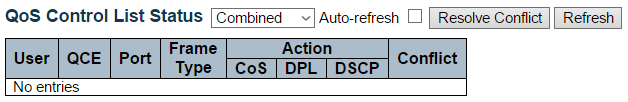 QoS Control List Status Combined Auto-refresh Resolve Conflict Refresh
User QCE Port Frame Type Action Conflict
CoS DPL DSCP
No entries